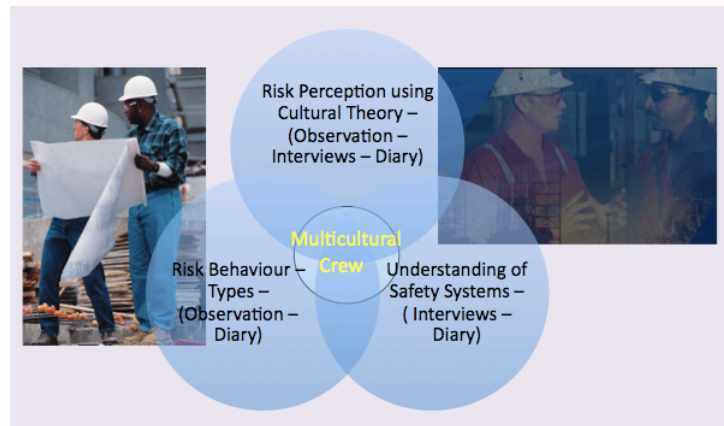 Risk Perception using
Cultural Theory –
(Observation –
Interviews – Diary)
Multicultural
Crew
Risk Behaviour –
Types –
(Observation –
Diary)
Understanding of
Safety Systems –
( Interviews –
Diary)